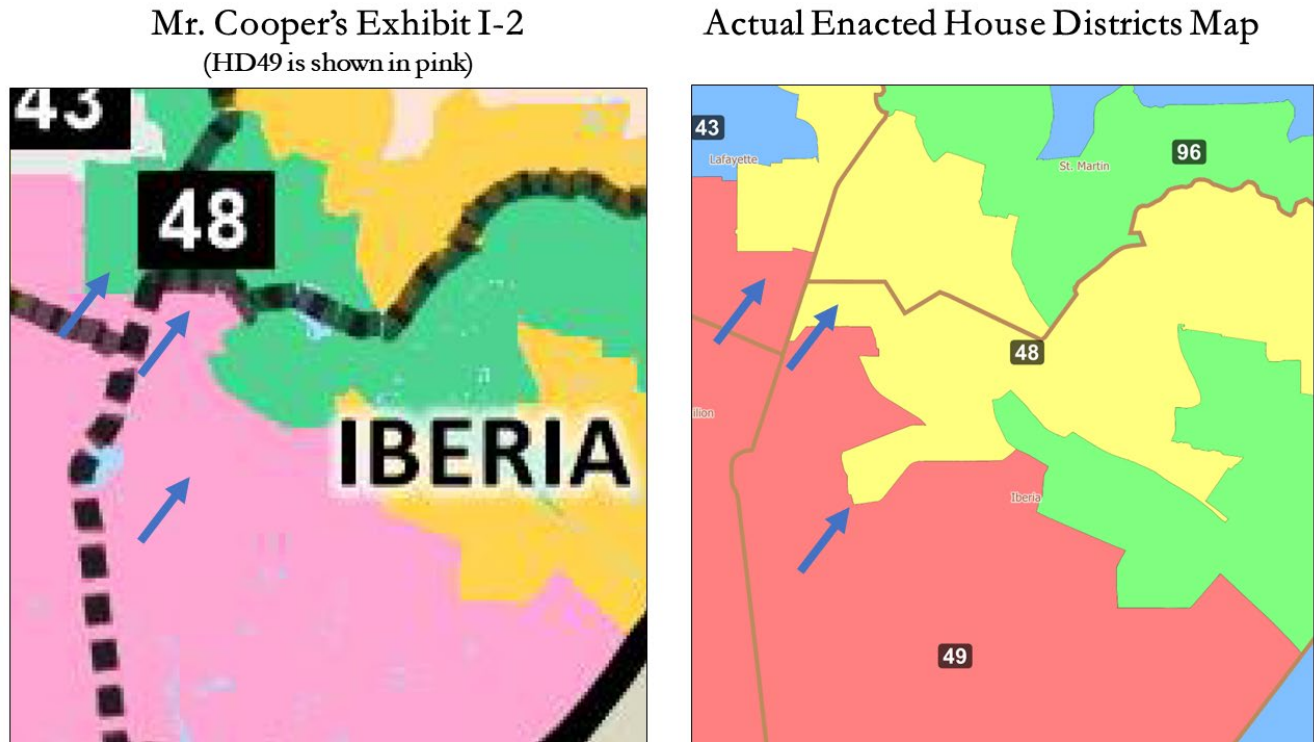 Mr. Cooper’s Exhibit I-2
(HD49 is shown in pink)
43
48
IBERIA
Actual Enacted House Districts Map
43
Lafayette
96
St. Martin
48
ilion
Iberia
49